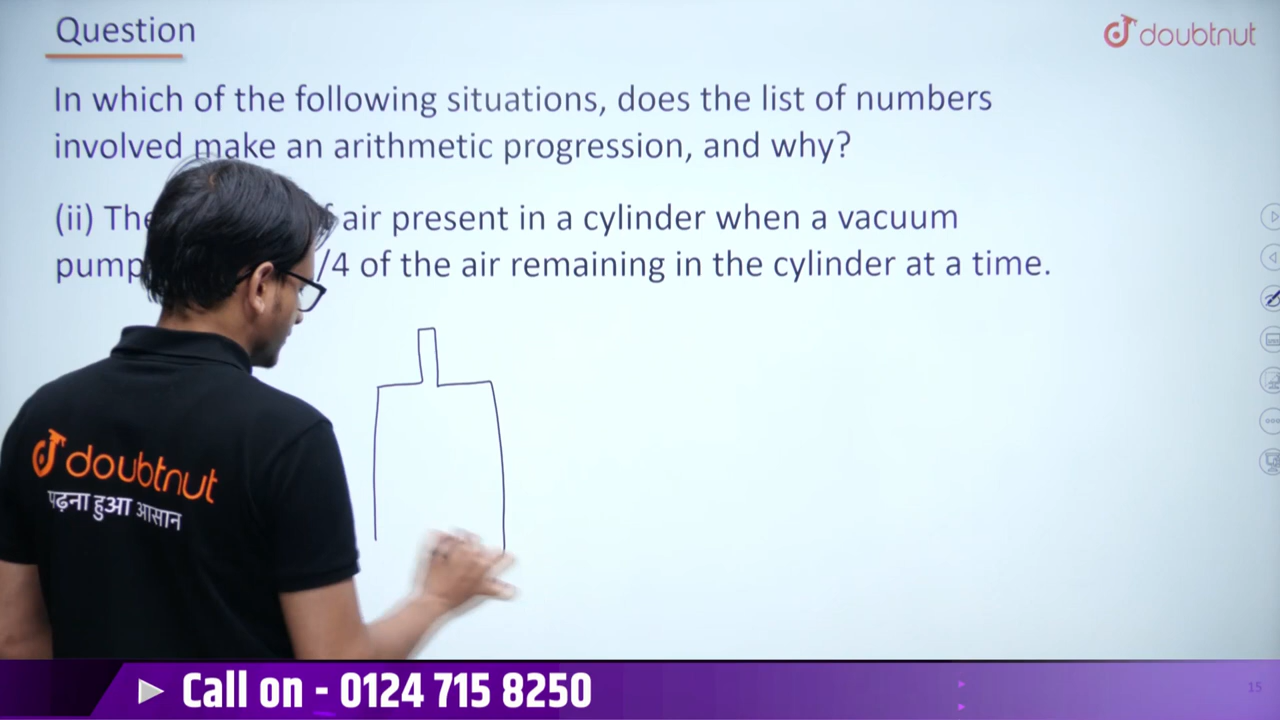 Question
doubtnut
In which of the following situations, does the list of numbers
involved make an arithmetic progression, and why?
(ii) The air present in a cylinder when a vacuum
pump /4 of the air remaining in the cylinder at a time.
doubtnut
पढ़ना हुआ आसान
Call on - 0124 715 8250
15